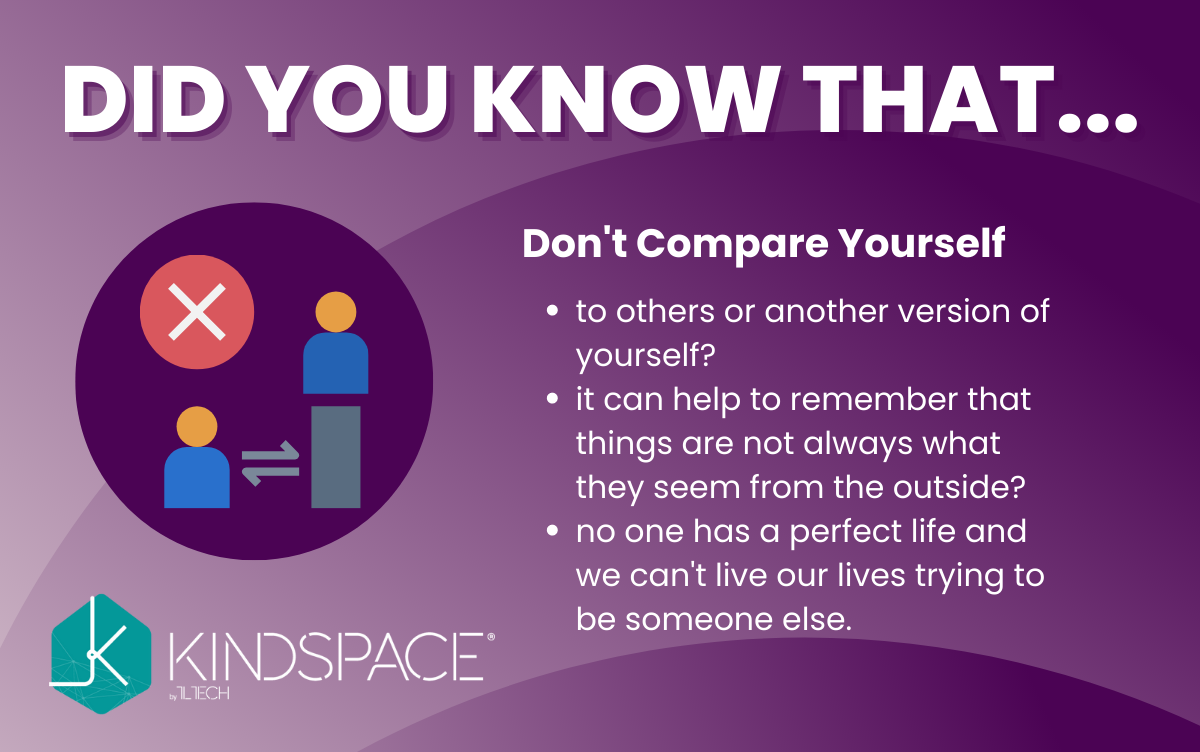 DID YOU KNOW THAT...
Don't Compare Yourself
• to others or another version of
yourself?
• it can help to remember that
things are not always what
they seem from the outside?
• no one has a perfect life and
we can't live our lives trying to
be someone else.
KINDSPACE®
by 1L1TECH